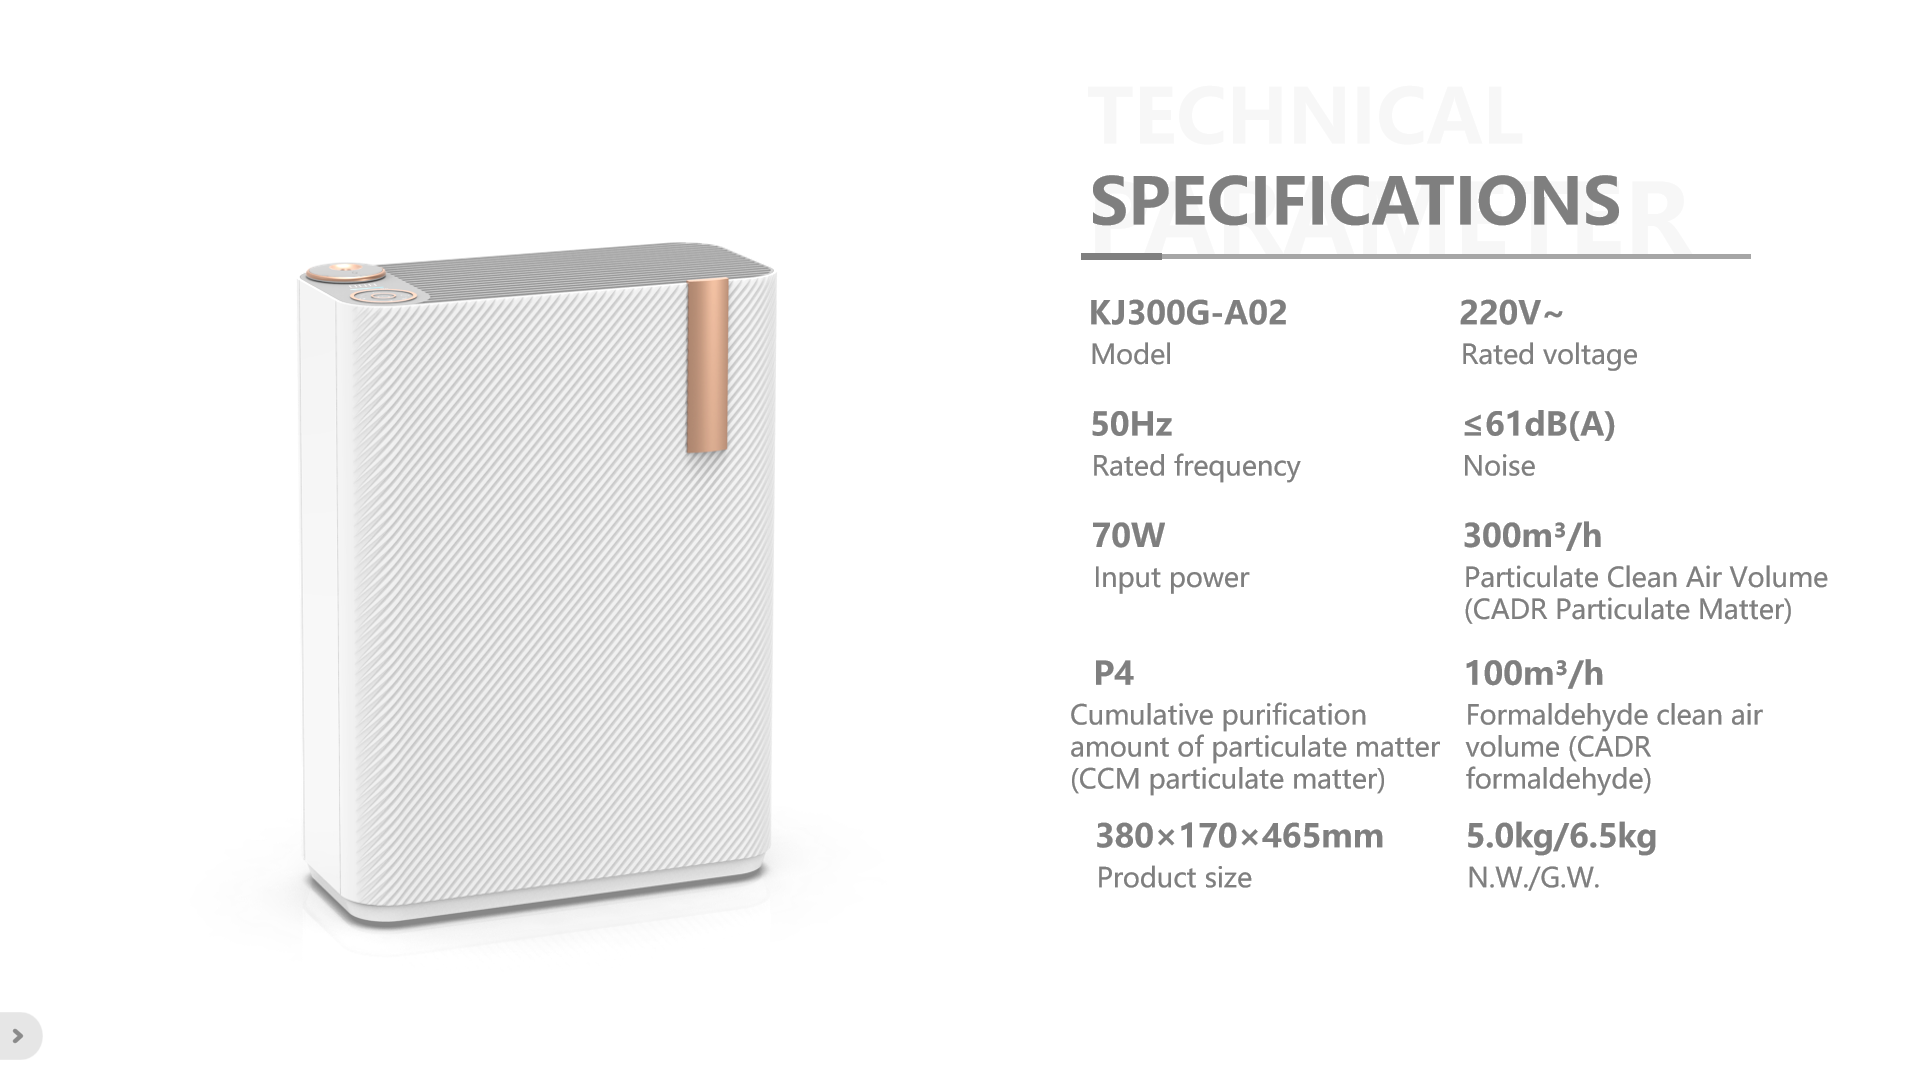 TECHNICAL
PARAMETER
SPECIFICATIONS
KJ300G-A02
Model
220V~
Rated voltage
50Hz
Rated frequency
≤61dB(A)
Noise
70W
Input power
300m³/h
Particulate Clean Air Volume
(CADR Particulate Matter)
P4
Cumulative purification
amount of particulate matter
(CCM particulate matter)
100m³/h
Formaldehyde clean air
volume (CADR
formaldehyde)
380×170×465mm
Product size
5.0kg/6.5kg
N.W./G.W.